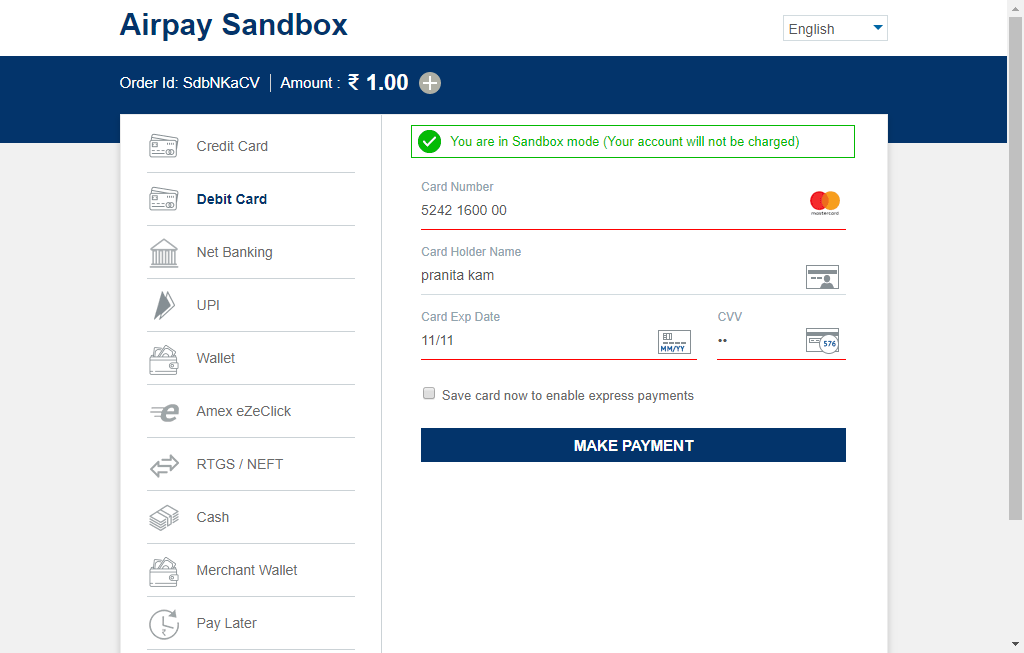 Airpay Sandbox
English
Order Id: SdbNKaCV | Amount : ₹ 1.00
Credit Card
Debit Card
Net Banking
UPI
Wallet
Amex eZeClick
RTGS / NEFT
Cash
Merchant Wallet
Pay Later
You are in Sandbox mode (Your account will not be charged)
Card Number
5242 1600 00
mastercard
Card Holder Name
pranita kam
Card Exp Date
11/11
MM/YY
CVV
••
576
Save card now to enable express payments
MAKE PAYMENT